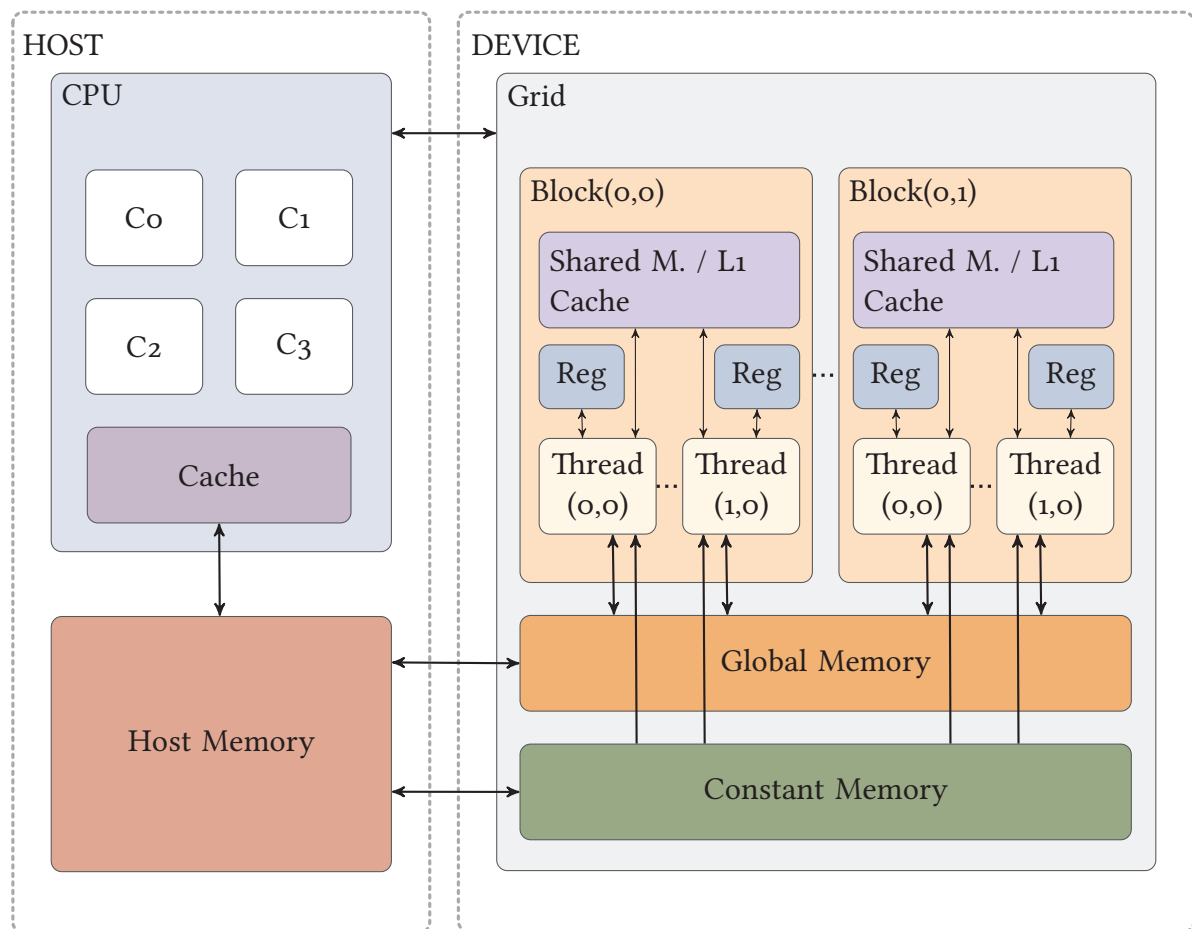 HOST
CPU
C0
C1
C2
C3
Cache
Host Memory
DEVICE
Grid
Block(0,0)
Shared M. / L1
Cache
Reg
Reg
Thread
(0,0)
...
Thread
(1,0)
...
Block(0,1)
Shared M. / L1
Cache
Reg
Reg
Thread
(0,0)
...
Thread
(1,0)
Global Memory
Constant Memory